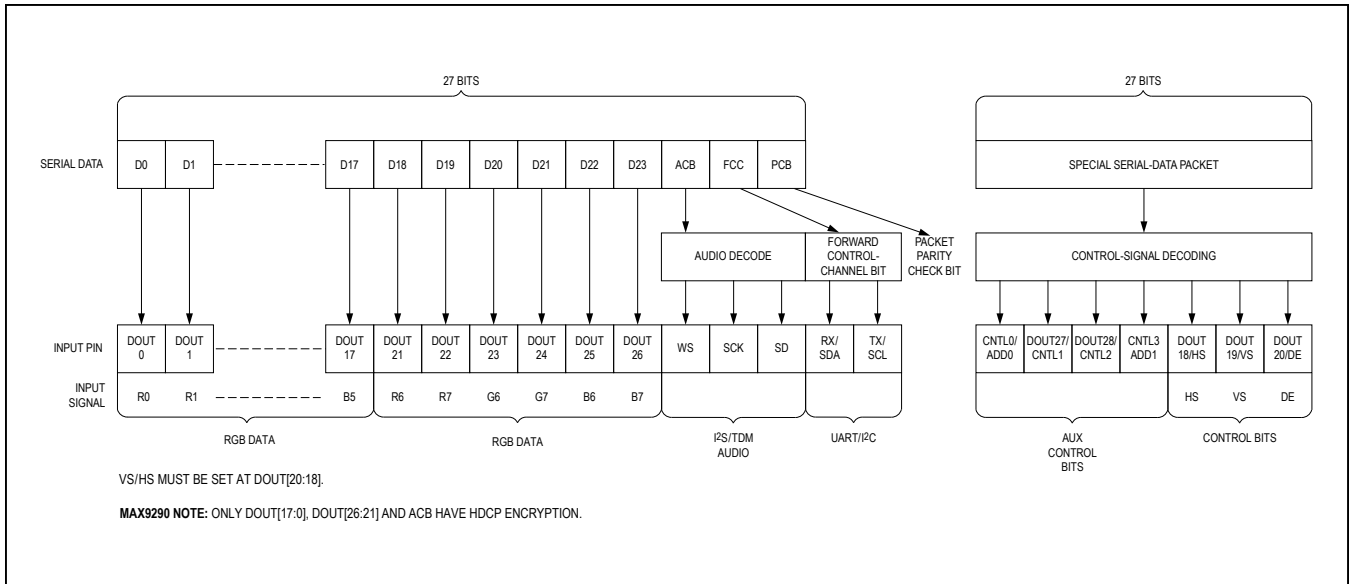 27 BITS 27 BITS
SERIAL DATA D0 D1 D17 D18 D19 D20 D21 D22 D23 ACB FCC PCB SPECIAL SERIAL-DATA PACKET
AUDIO DECODE
FORWARD
CONTROL-
CHANNEL BIT
PACKET
PARITY
CHECK BIT
CONTROL-SIGNAL DECODING
INPUT PIN
DOUT
0
DOUT
1
DOUT
17
DOUT
21
DOUT
22
DOUT
23
DOUT
24
DOUT
25
DOUT
26
WS
SCK
SD
RX/
SDA
TX/
SCL
CNTL0/
ADD0
DOUT27/
CNTL1
DOUT28/
CNTL2
CNTL3
ADD1
DOUT
18/HS
DOUT
19/VS
DOUT
20/DE
INPUT
SIGNAL
R0 R1 B5 R6 R7 G6 G7 B6 B7 HS VS DE
RGB DATA
RGB DATA
I2S/TDM
AUDIO
UART/I2C
AUX
CONTROL
BITS
CONTROL BITS
VS/HS MUST BE SET AT DOUT[20:18].
MAX9290 NOTE: ONLY DOUT[17:0], DOUT[26:21] AND ACB HAVE HDCP ENCRYPTION.